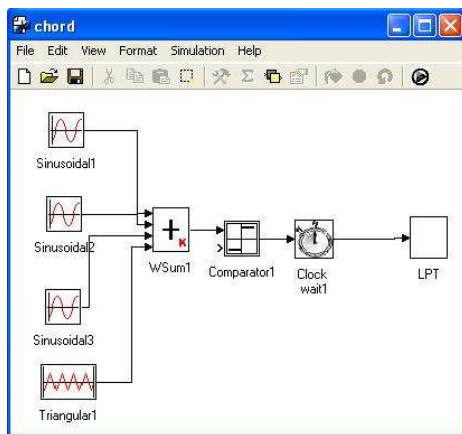 chord
File Edit View Format Simulation Help
Sinusoidal1
Sinusoidal2
WSum1
Comparator1
Clock
wait1
LPT
Sinusoidal3
Triangular1